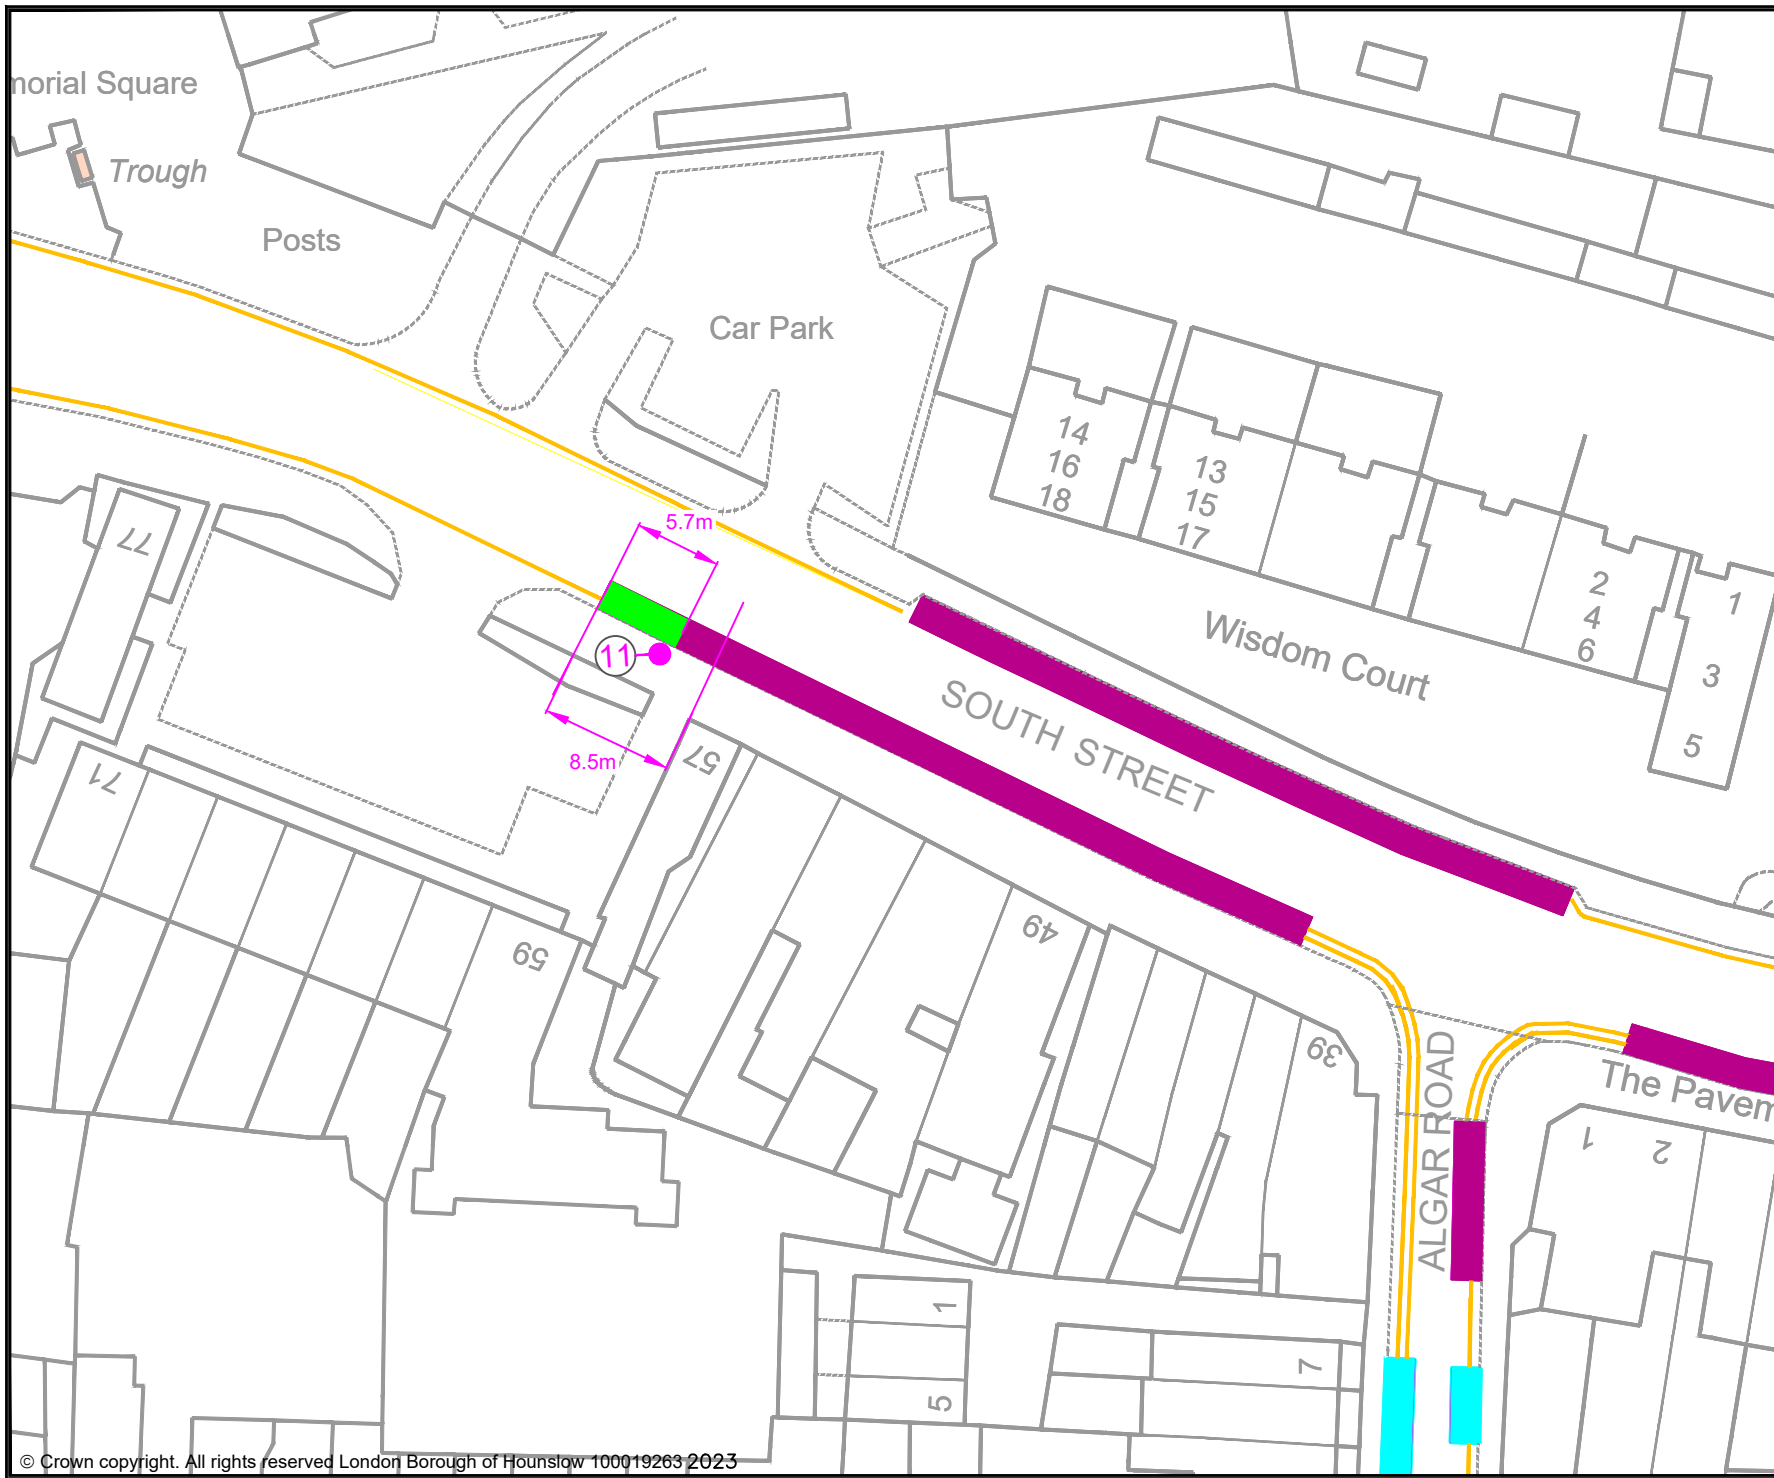 morial Square
Trough
Posts
Car Park
14
16
18
13
15
17
2
4
6
1
3
5
Wisdom Court
5.7m
77
11
8.5m
57
SOUTH STREET
71
59
49
39
ALGAR ROAD
The Pavem
1
2
1
5
7
© Crown copyright. All rights reserved London Borough of Hounslow 100019263 2023